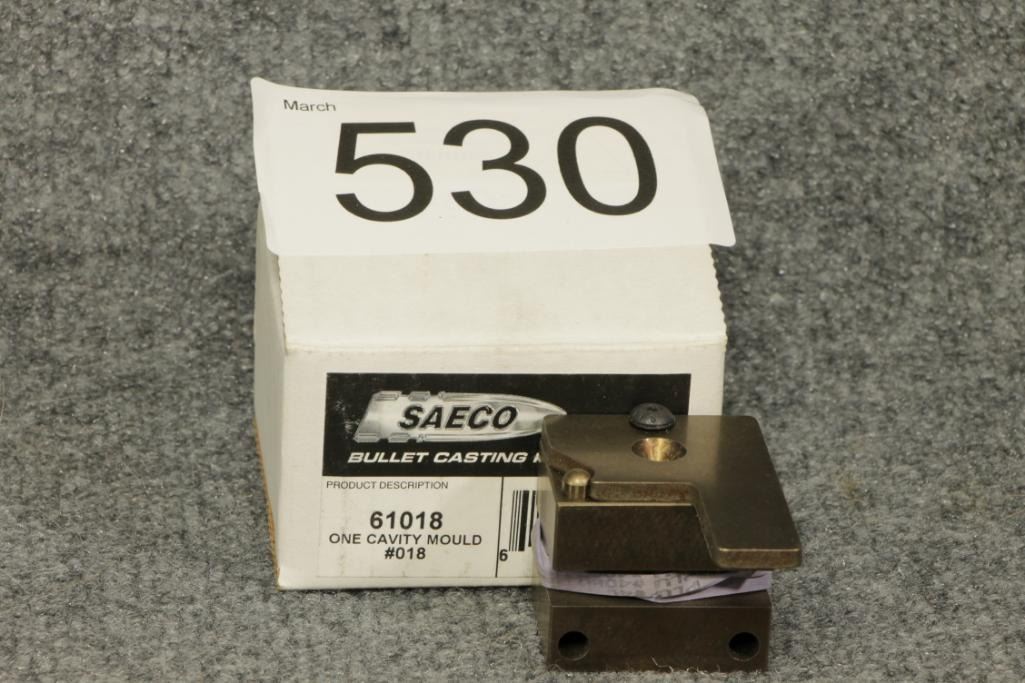 March
530
SAECO
BULLET CASTING
PRODUCT DESCRIPTION
61018
ONE CAVITY MOULD
#018
6